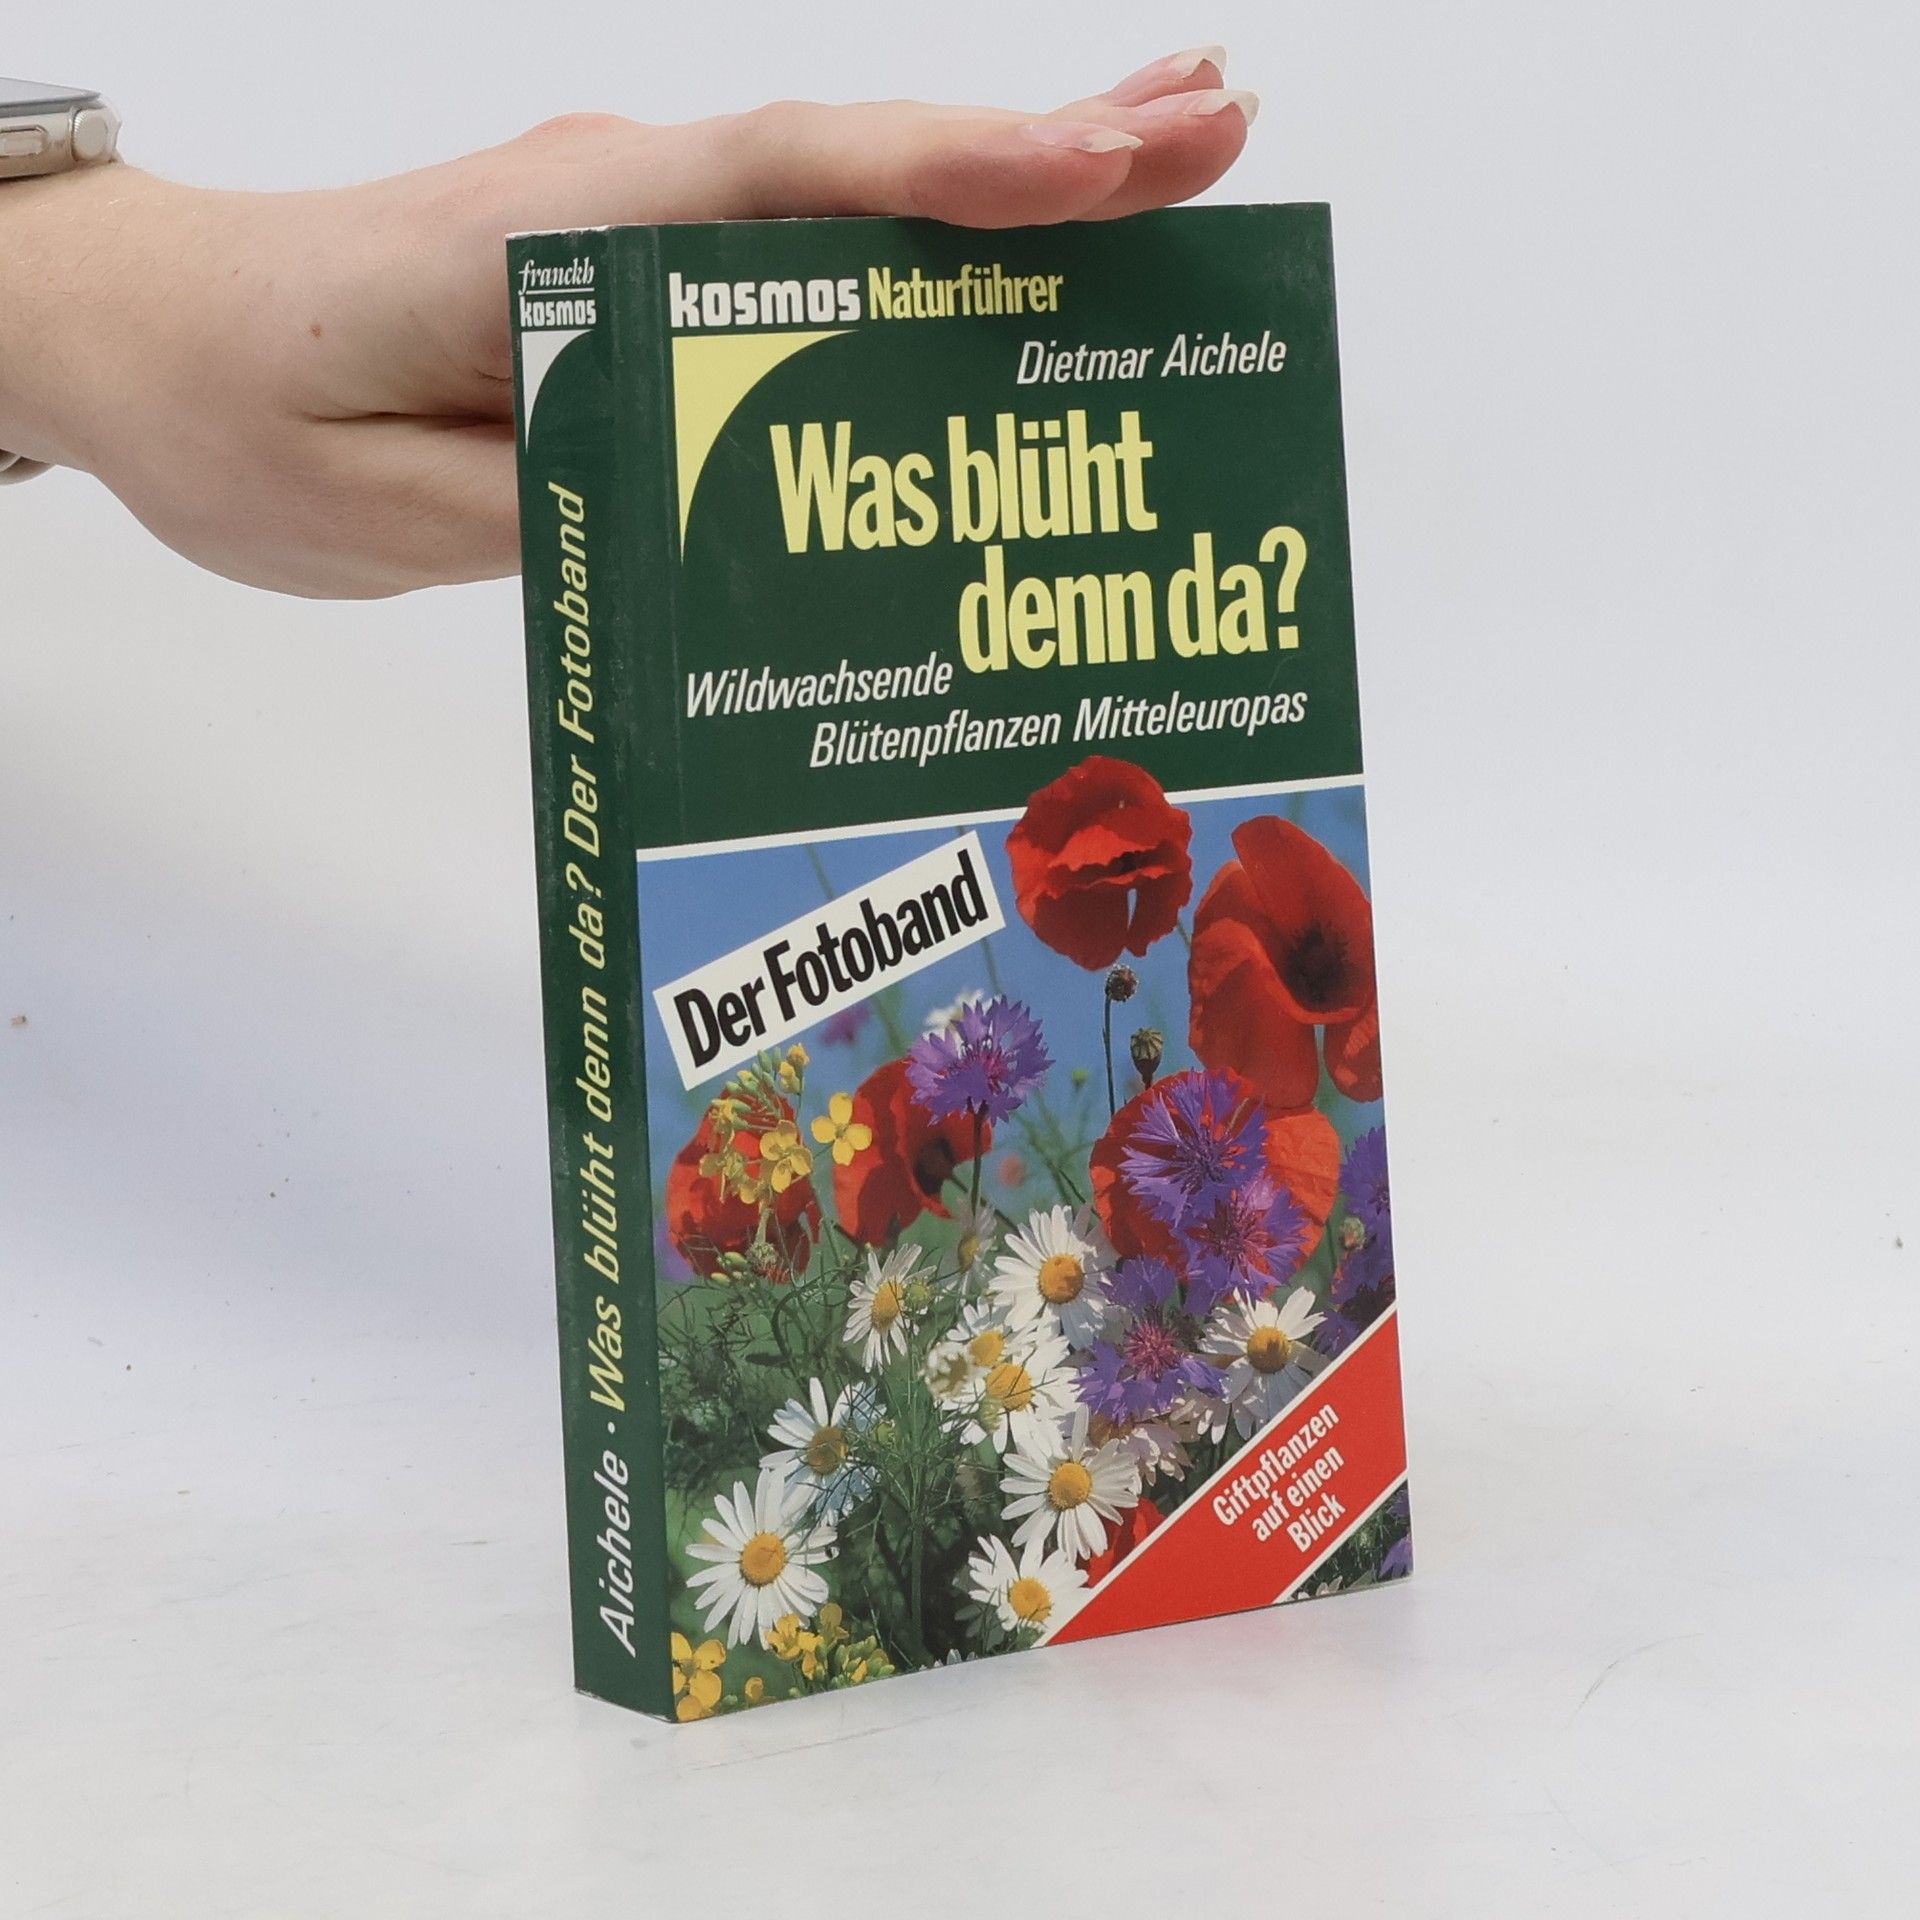 franckh
kosmos
Aichele · Was blüht denn da? Der Fotoband
kosmos Naturführer
Dietmar Aichele
Was blüht
denn da?
Wildwachsende
Blütenpflanzen Mitteleuropas
Der Fotoband
Giftpflanzen
auf einen
Blick